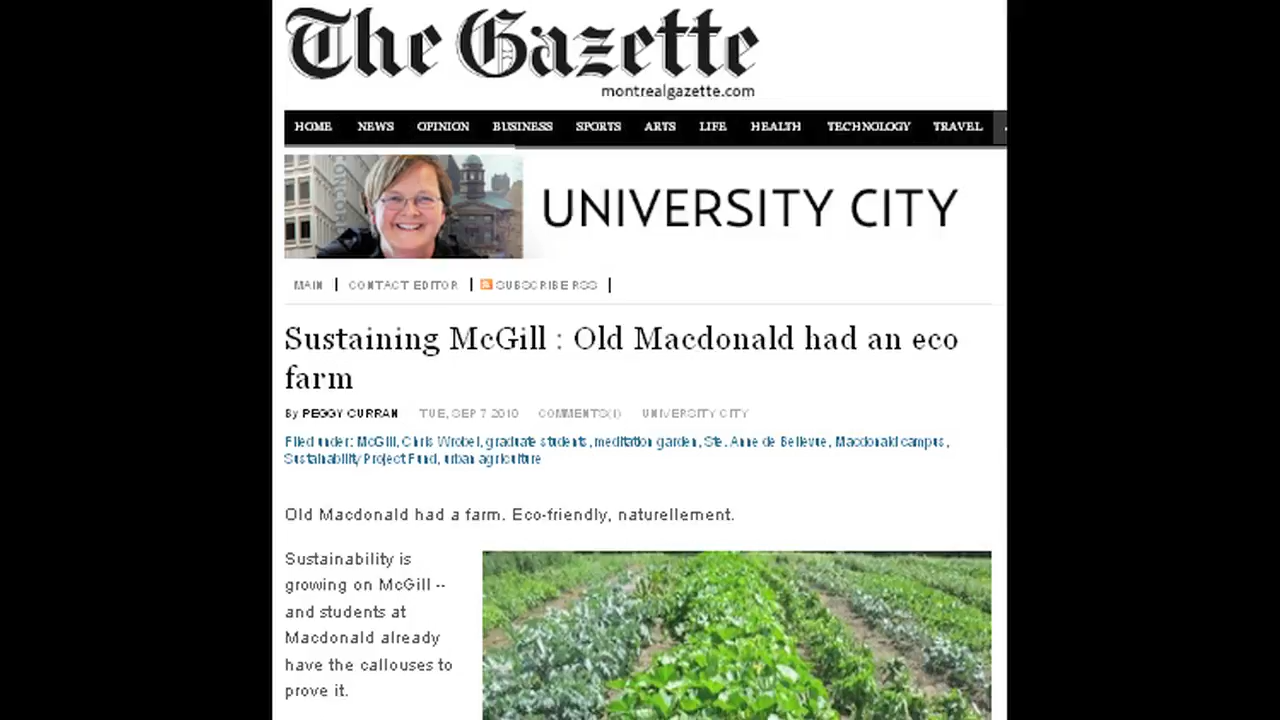 The Gazette
montrealgazette.com
HOME NEWS OPINION BUSINESS SPORTS ARTS LIFE HEALTH TECHNOLOGY TRAVEL
UNIVERSITY CITY
MAIN | CONTACT EDITOR | SUBSCRIBE RSS |
Sustaining McGill : Old Macdonald had an eco
farm
By PEGGY CURRAN TUE, SEP 7 2010 COMMENTS(1) UNIVERSITY CITY
Filed under: McGill, Chris Wrobel, graduate students, meditation garden, Ste. Anne de Bellevue, Macdonald campus,
Sustainability Project Fund, urban agriculture
Old Macdonald had a farm. Eco-friendly, naturellement.
Sustainability is
growing on McGill --
and students at
Macdonald already
have the callouses to
prove it.